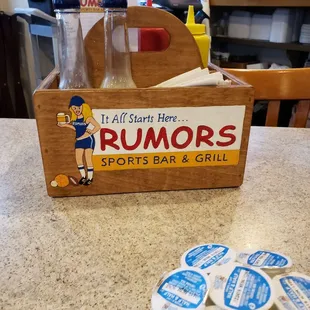 It All Starts Here...
RUMORS
SPORTS BAR & GRILL